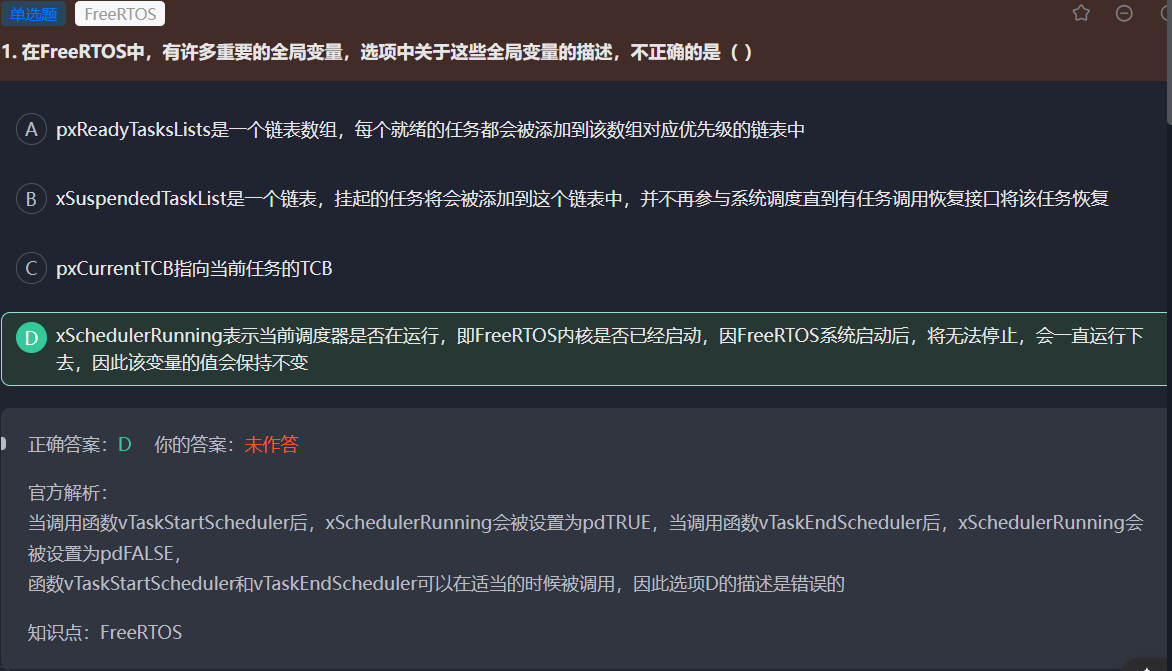 单选题 FreeRTOS
1. 在FreeRTOS中，有许多重要的全局变量，选项中关于这些全局变量的描述，不正确的是（ ）
A pxReadyTasksLists是一个链表数组，每个就绪的任务都会被添加到该数组对应优先级的链表中
B xSuspendedTaskList是一个链表，挂起的任务将会被添加到这个链表中，并不再参与系统调度直到有任务调用恢复接口将该任务恢复
C pxCurrentTCB指向当前任务的TCB
D xSchedulerRunning表示当前调度器是否在运行，即FreeRTOS内核是否已经启动，因FreeRTOS系统启动后，将无法停止，会一直运行下
去，因此该变量的值会保持不变
正确答案：D 你的答案：未作答
官方解析：
当调用函数vTaskStartScheduler后，xSchedulerRunning会被设置为pdTRUE，当调用函数vTaskEndScheduler后，xSchedulerRunning会
被设置为pdFALSE，
函数vTaskStartScheduler和vTaskEndScheduler可以在适当的时候被调用，因此选项D的描述是错误的
知识点：FreeRTOS